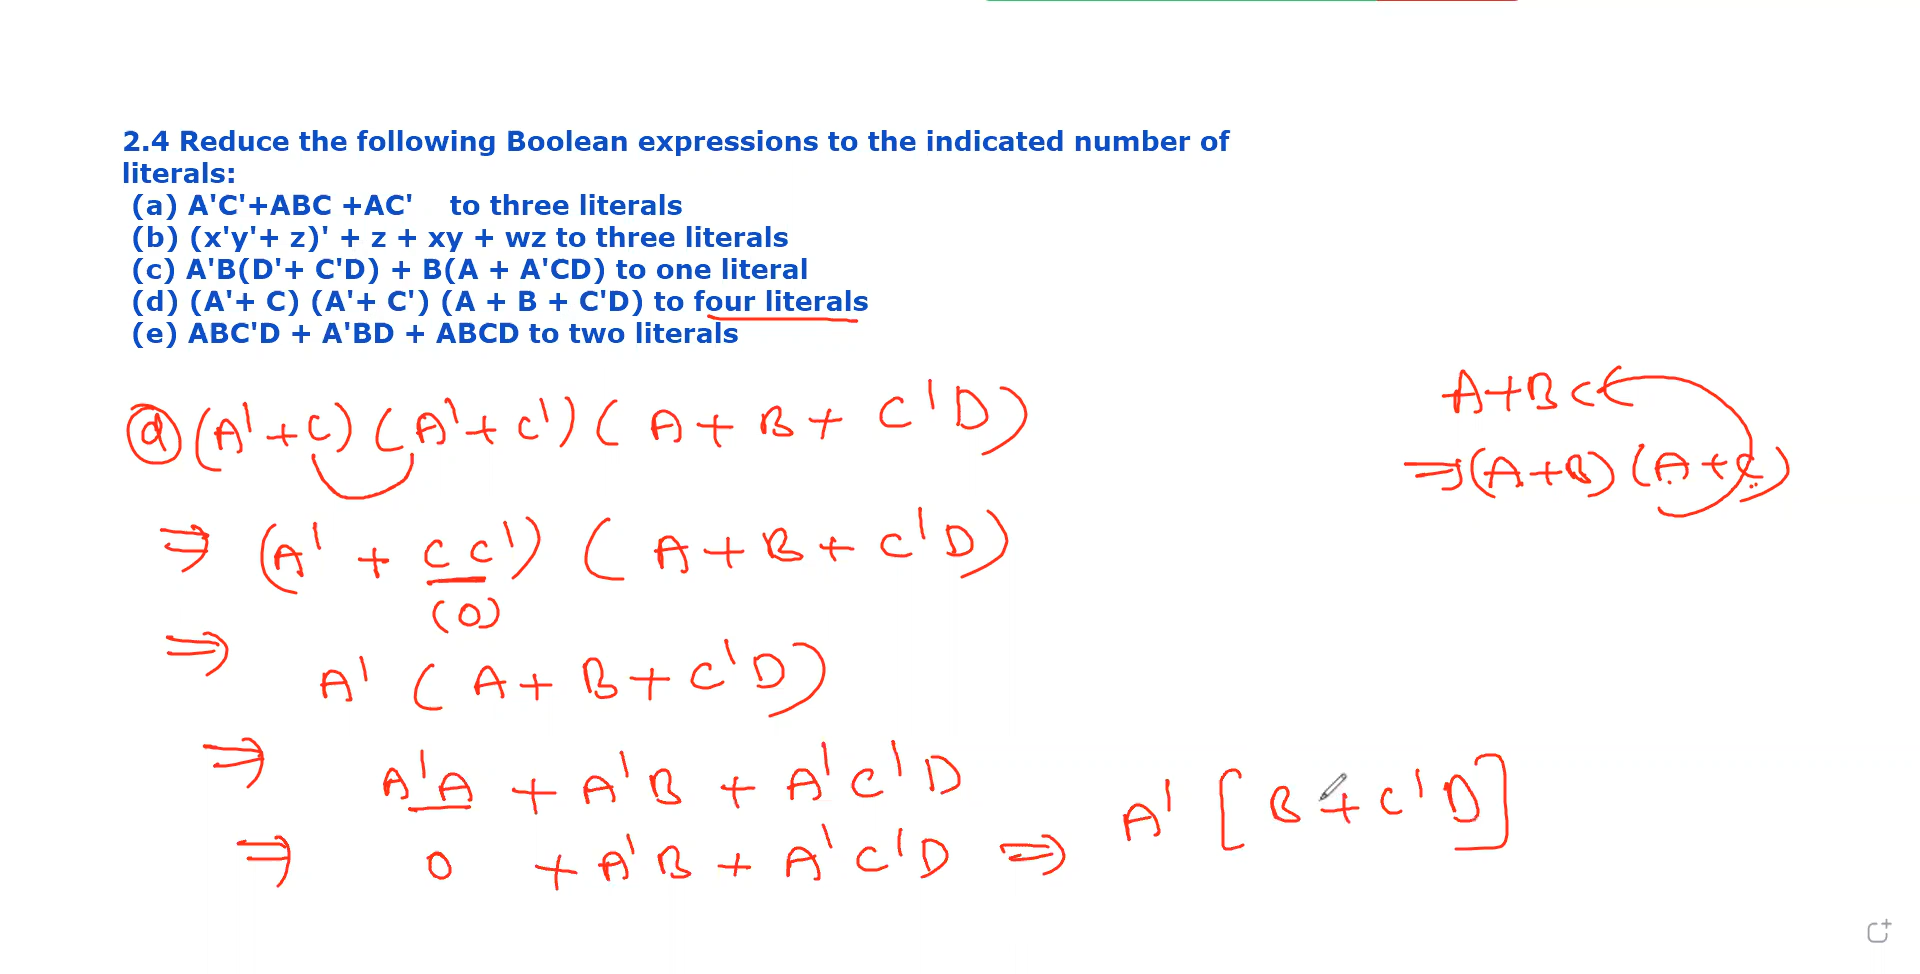 2.4 Reduce the following Boolean expressions to the indicated number of
literals:
(a) A'C'+ABC +AC' to three literals
(b) (x'y'+ z)' + z + xy + wz to three literals
(c) A'B(D'+ C'D) + B(A + A'CD) to one literal
(d) (A'+ C) (A'+ C') (A + B + C'D) to four literals
(e) ABC'D + A'BD + ABCD to two literals
A+BC
⇒(A+B) (A+C)
(d) (A'+C) (A'+C') (A+B+C'D)
⇒ (A' + CC') (A+B+C'D)
(0)
⇒ A' (A+B+C'D)
⇒ A'A + A'B + A'C'D
⇒ 0 + A'B + A'C'D ⇒ A' [B+C'D]